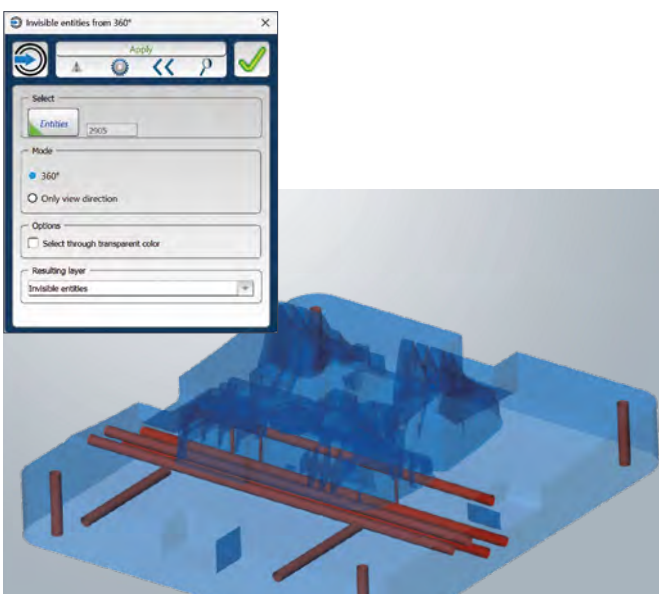 Invisible entities from 360°
Apply
Select
Entities
2905
Mode
360°
Only view direction
Options
Select through transparent color
Resulting layer
Invisible entities